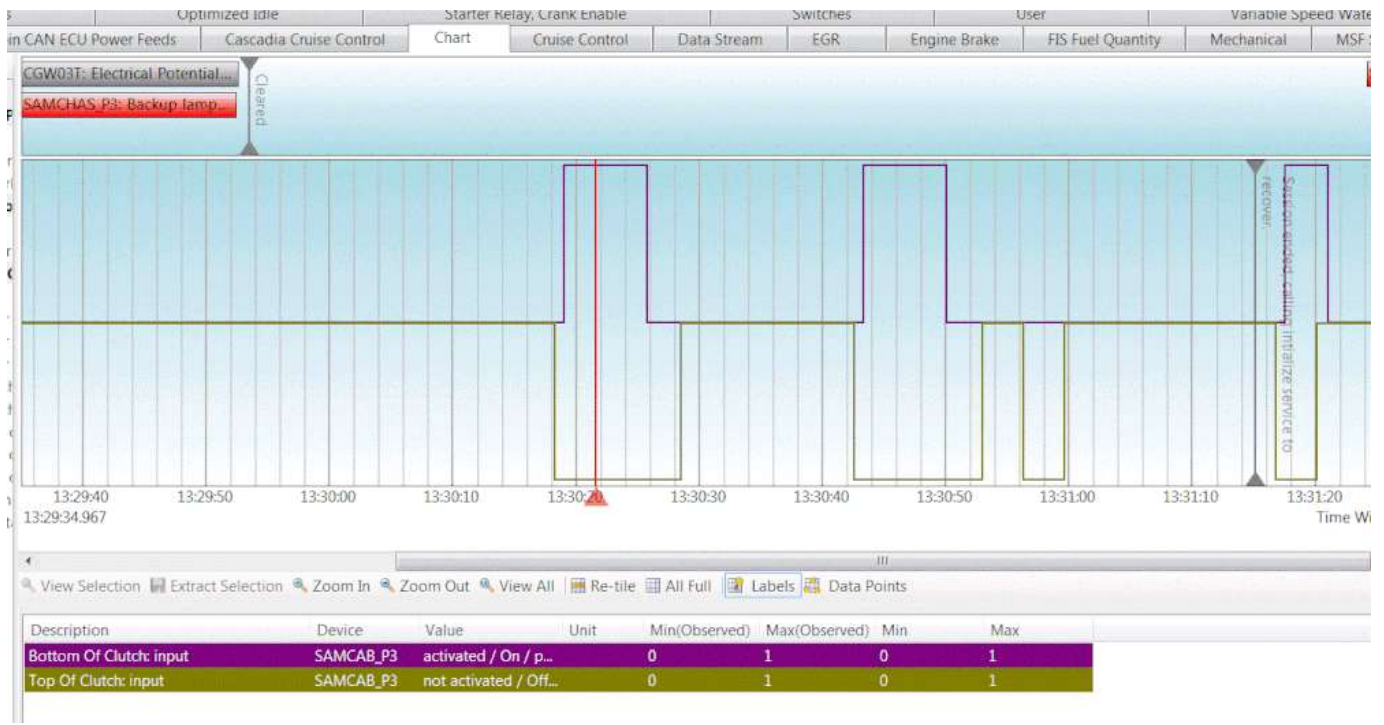 Optimized Idle Starter Relay, Crank Enable Switches User Variable Speed Wate
in CAN ECU Power Feeds Cascadia Cruise Control Chart Cruise Control Data Stream EGR Engine Brake FIS Fuel Quantity Mechanical MSF
CGW03T: Electrical Potential...
SAMCHAS_P3: Backup lamp...
Cleared
Session ended, calling intialize service to
recover.
13:29:40 13:29:50 13:30:00 13:30:10 13:30:20 13:30:30 13:30:40 13:30:50 13:31:00 13:31:10 13:31:20
13:29:34.967 Time Wi
View Selection Extract Selection Zoom In Zoom Out View All Re-tile All Full Labels Data Points
Description Device Value Unit Min(Observed) Max(Observed) Min Max
Bottom Of Clutch: input SAMCAB_P3 activated / On / p... 0 1 0 1
Top Of Clutch: input SAMCAB_P3 not activated / Off... 0 1 0 1